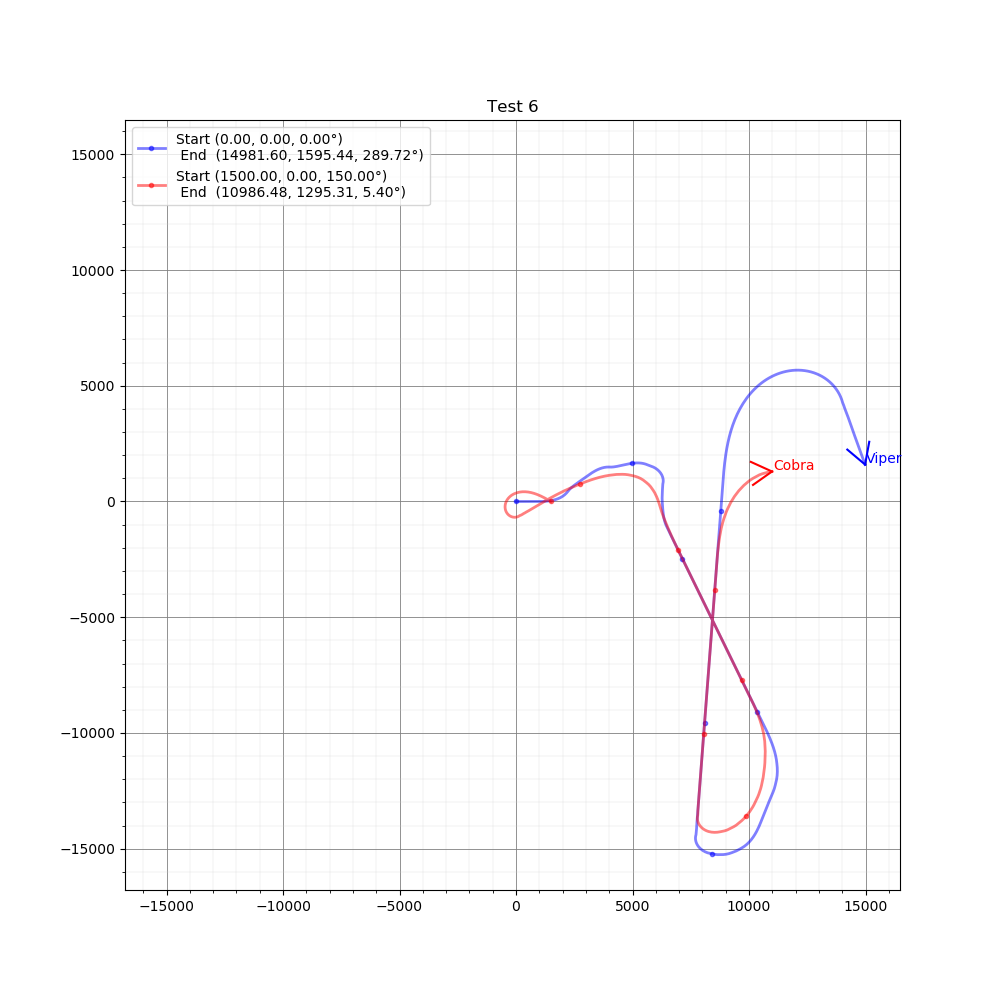 Test 6
Start (0.00, 0.00, 0.00°)
End  (14981.60, 1595.44, 289.72°)
Start (1500.00, 0.00, 150.00°)
End  (10986.48, 1295.31, 5.40°)
15000
10000
5000
0
−5000
−10000
−15000
Viper
Cobra
−15000 −10000 −5000 0 5000 10000 15000